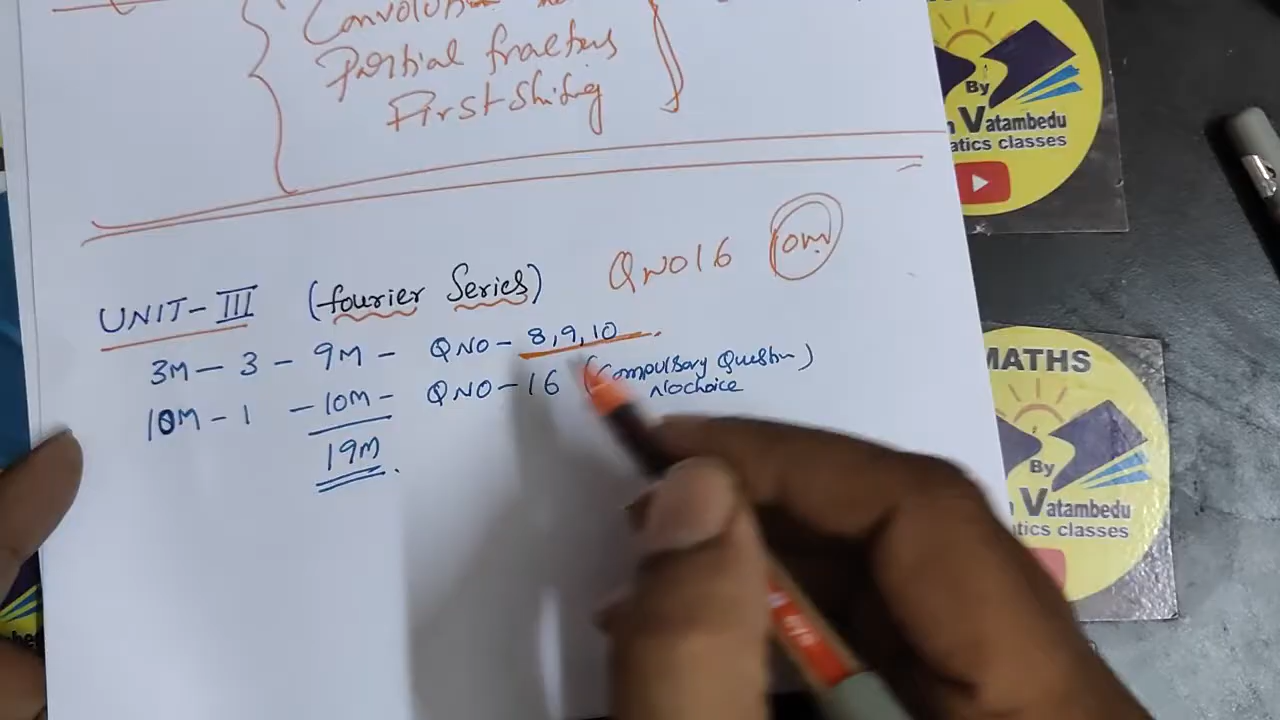 Partial fractions
First Shifting
UNIT-III (fourier Series) QNO16 10M
3M - 3 - 9M - QNO - 8,9,10
10M - 1 - 10M - QNO - 16 (Compulsory Question)
No choice
19M
By
Vatambedu
atics classes
MATHS
By
Vatambedu
atics classes